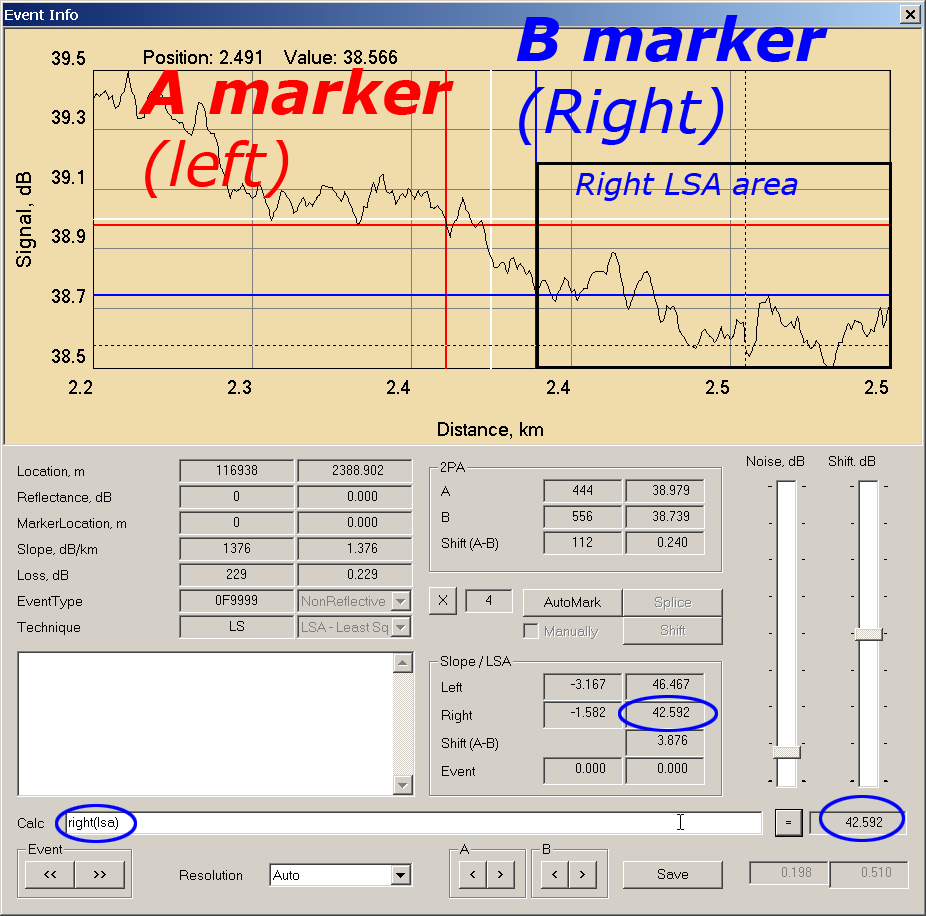 Event Info
Position: 2.491 Value: 38.566
A marker
(left)
B marker
(Right)
Right LSA area
Signal, dB
39.5
39.3
39.1
38.9
38.7
38.5
2.2 2.3 2.4 2.4 2.5 2.5
Distance, km
Location, m 116938 2388.902
Reflectance, dB 0 0.000
MarkerLocation, m 0 0.000
Slope, dB/km 1376 1.376
Loss, dB 229 0.229
EventType 0F9999 NonReflective
Technique LS LSA - Least Sq
2PA
A 444 38.979
B 556 38.739
Shift (A-B) 112 0.240
X 4 AutoMark Splice
Manually Shift
Slope / LSA
Left -3.167 46.467
Right -1.582 42.592
Shift (A-B) 3.876
Event 0.000 0.000
Noise, dB Shift. dB
Calc right(lsa) = 42.592
Event
<< >>
Resolution Auto
A
< >
B
< >
Save
0.198 0.510